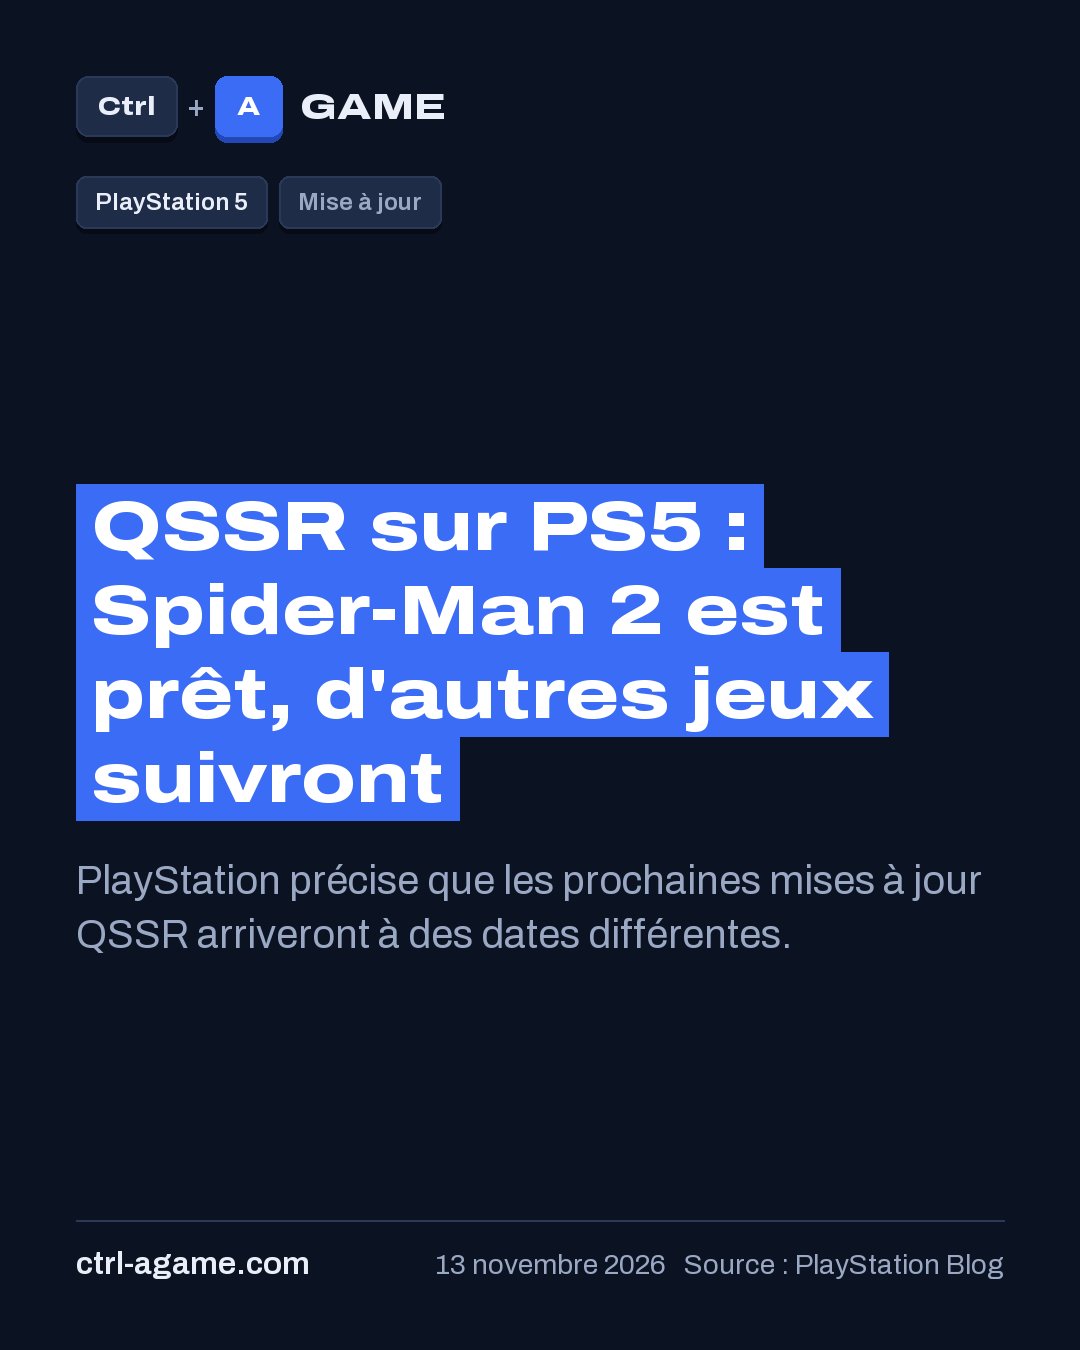 Ctrl + A GAME
PlayStation 5 Mise à jour
QSSR sur PS5 :
Spider-Man 2 est
prêt, d'autres jeux
suivront
PlayStation précise que les prochaines mises à jour
QSSR arriveront à des dates différentes.
ctrl-agame.com 13 novembre 2026 Source : PlayStation Blog